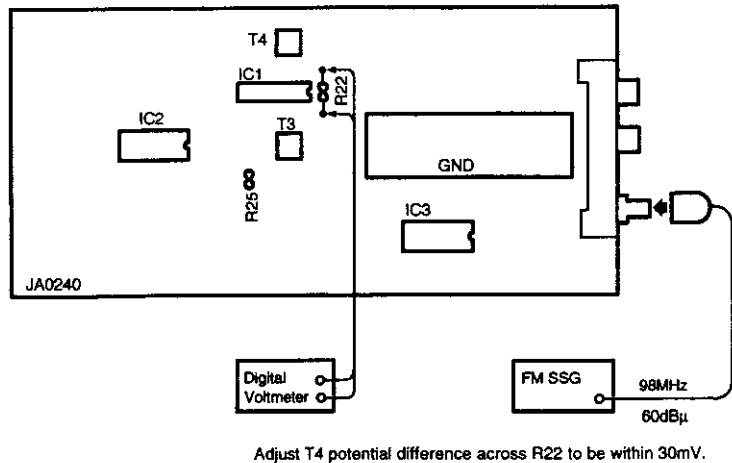 T4
IC1
R22
IC2
T3
GND
R25
IC3
JA0240
Digital
Voltmeter
FM SSG
98MHz
60dBµ
Adjust T4 potential difference across R22 to be within 30mV.